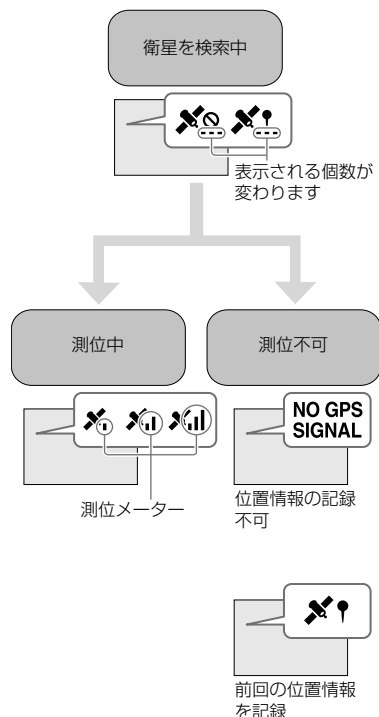 衛星を検索中
表示される個数が
変わります
測位中
測位不可
NO GPS
SIGNAL
測位メーター
位置情報の記録
不可
前回の位置情報
を記録